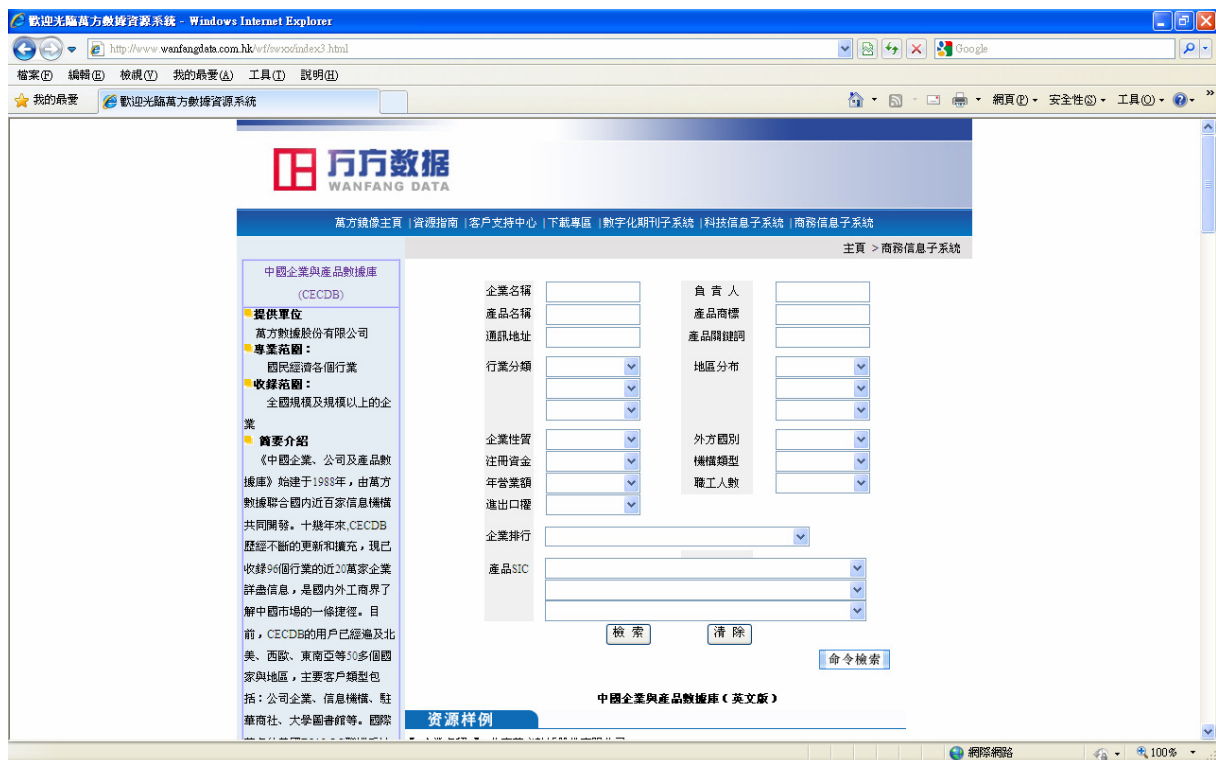 歡迎光臨萬方數據資源系統 - Windows Internet Explorer
http://www.wanfangdata.com.hk/wf/swxx/index3.html
Google
檔案(F) 編輯(E) 檢視(V) 我的最愛(A) 工具(T) 說明(H)
我的最愛 歡迎光臨萬方數據資源系統 網頁(P) 安全性(S) 工具(O)
万方数据
WANFANG DATA
萬方鏡像主頁 | 資源指南 | 客戶支持中心 | 下載專區 | 數字化期刊子系統 | 科技信息子系統 | 商務信息子系統
主頁 > 商務信息子系統
中國企業與產品數據庫
(CECDB)
提供單位
萬方數據股份有限公司
專業范圍：
國民經濟各個行業
收錄范圍：
全國規模及規模以上的企
業
簡要介紹
《中國企業、公司及產品數
據庫》始建于1988年，由萬方
數據聯合國内近百家信息機構
共同開發。十幾年來,CECDB
歷經不斷的更新和擴充，現已
收錄96個行業的近20萬家企業
詳盡信息，是國内外工商界了
解中國市場的一條捷徑。目
前，CECDB的用戶已經遍及北
美、西歐、東南亞等50多個國
家與地區，主要客戶類型包
括：公司企業、信息機構、駐
華商社、大學圖書館等。國際
企業名稱 負 責 人
產品名稱 產品商標
通訊地址 產品關鍵詞
行業分類 地區分布
企業性質 外方國別
注冊資金 機構類型
年營業額 職工人數
進出口權
企業排行
產品SIC
檢 索 清 除
命令檢索
中國企業與產品數據庫（英文版）
资源样例
網際網路 100%